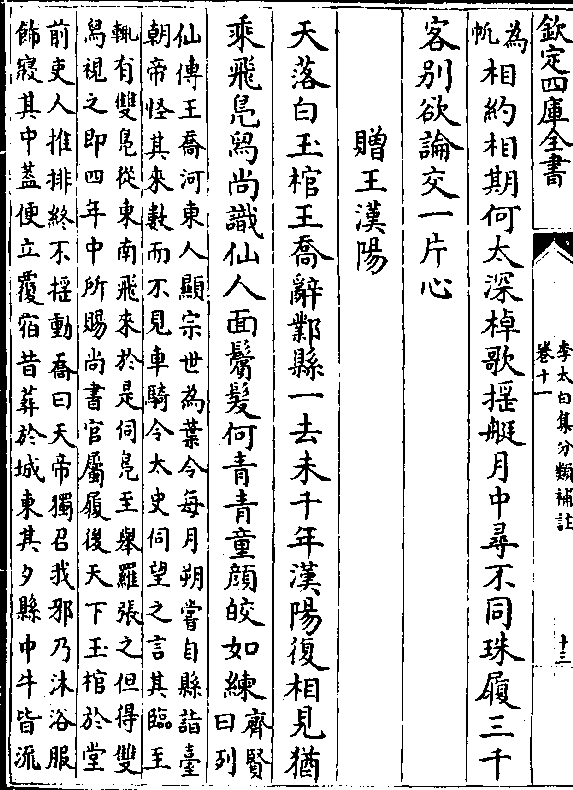 欽定四庫全書
李太白集分類補註
卷十一
十三
為
帆
相約相期何太深棹歌揺艇月中尋不同珠履三千
客別欲論交一片心
贈王漢陽
天落白玉棺王喬辭鄴縣一去未千年漢陽復相見猶
乘飛鳬舄尚識仙人面鬢髮何青青童顔皎如練
齊賢
曰列
仙傳王喬河東人顯宗世為葉令每月朔嘗自縣詣臺
朝帝怪其來數而不見車騎令太史伺望之言其臨至
輒有雙鳬從東南飛來於是伺鳬至舉羅張之但得雙
舄視之即四年中所賜尚書官屬履後天下玉棺於堂
前吏人推排終不揺動喬曰天帝獨召我邪乃沐浴服
飾寢其中蓋便立覆宿昔葬於城東其夕縣中牛皆流